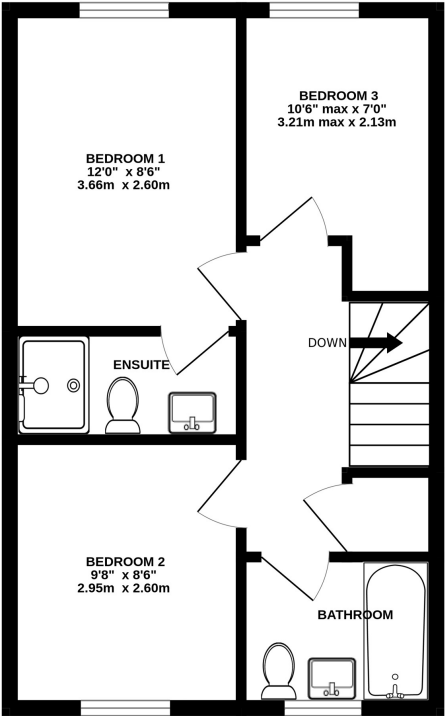 BEDROOM 1
12'0" x 8'6"
3.66m x 2.60m
BEDROOM 3
10'6" max x 7'0"
3.21m max x 2.13m
DOWN
ENSUITE
BEDROOM 2
9'8" x 8'6"
2.95m x 2.60m
BATHROOM